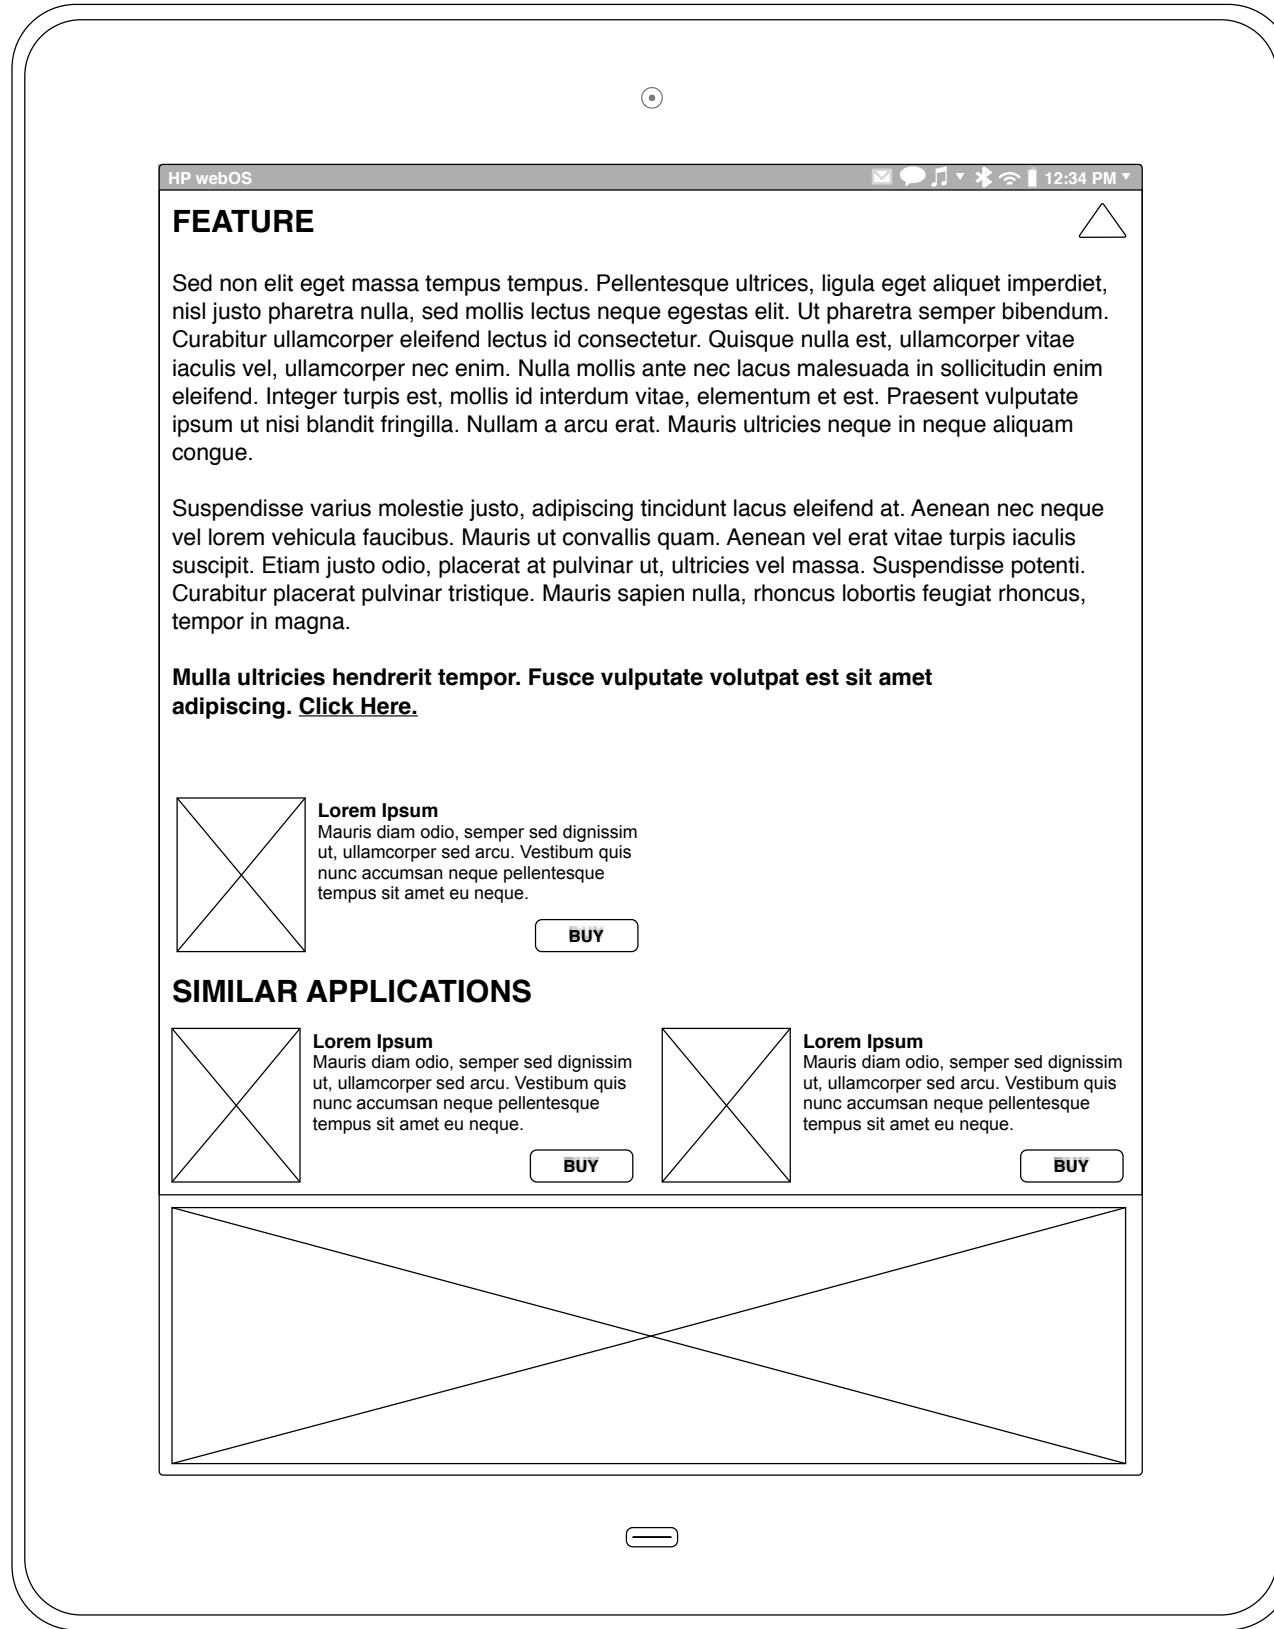 HP webOS 12:34 PM
FEATURE
Sed non elit eget massa tempus tempus. Pellentesque ultrices, ligula eget aliquet imperdiet,
nisl justo pharetra nulla, sed mollis lectus neque egestas elit. Ut pharetra semper bibendum.
Curabitur ullamcorper eleifend lectus id consectetur. Quisque nulla est, ullamcorper vitae
iaculis vel, ullamcorper nec enim. Nulla mollis ante nec lacus malesuada in sollicitudin enim
eleifend. Integer turpis est, mollis id interdum vitae, elementum et est. Praesent vulputate
ipsum ut nisi blandit fringilla. Nullam a arcu erat. Mauris ultricies neque in neque aliquam
congue.
Suspendisse varius molestie justo, adipiscing tincidunt lacus eleifend at. Aenean nec neque
vel lorem vehicula faucibus. Mauris ut convallis quam. Aenean vel erat vitae turpis iaculis
suscipit. Etiam justo odio, placerat at pulvinar ut, ultricies vel massa. Suspendisse potenti.
Curabitur placerat pulvinar tristique. Mauris sapien nulla, rhoncus lobortis feugiat rhoncus,
tempor in magna.
Mulla ultricies hendrerit tempor. Fusce vulputate volutpat est sit amet
adipiscing. Click Here.
Lorem Ipsum
Mauris diam odio, semper sed dignissim
ut, ullamcorper sed arcu. Vestibum quis
nunc accumsan neque pellentesque
tempus sit amet eu neque.
BUY
SIMILAR APPLICATIONS
Lorem Ipsum
Mauris diam odio, semper sed dignissim
ut, ullamcorper sed arcu. Vestibum quis
nunc accumsan neque pellentesque
tempus sit amet eu neque.
BUY
Lorem Ipsum
Mauris diam odio, semper sed dignissim
ut, ullamcorper sed arcu. Vestibum quis
nunc accumsan neque pellentesque
tempus sit amet eu neque.
BUY